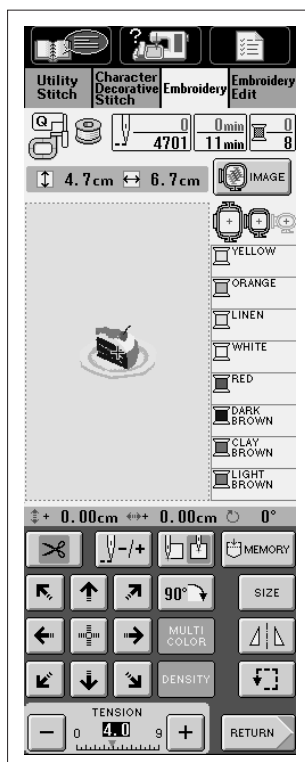 Utility Stitch
Character Decorative Stitch
Embroidery
Embroidery Edit
Q
0
4701
0min
11min
0
8
4.7cm 6.7cm
IMAGE
YELLOW
ORANGE
LINEN
WHITE
RED
DARK BROWN
CLAY BROWN
LIGHT BROWN
+ 0.00cm + 0.00cm 0°
-/+
MEMORY
90°
SIZE
MULTI COLOR
DENSITY
TENSION
0 4.0 9
- +
RETURN